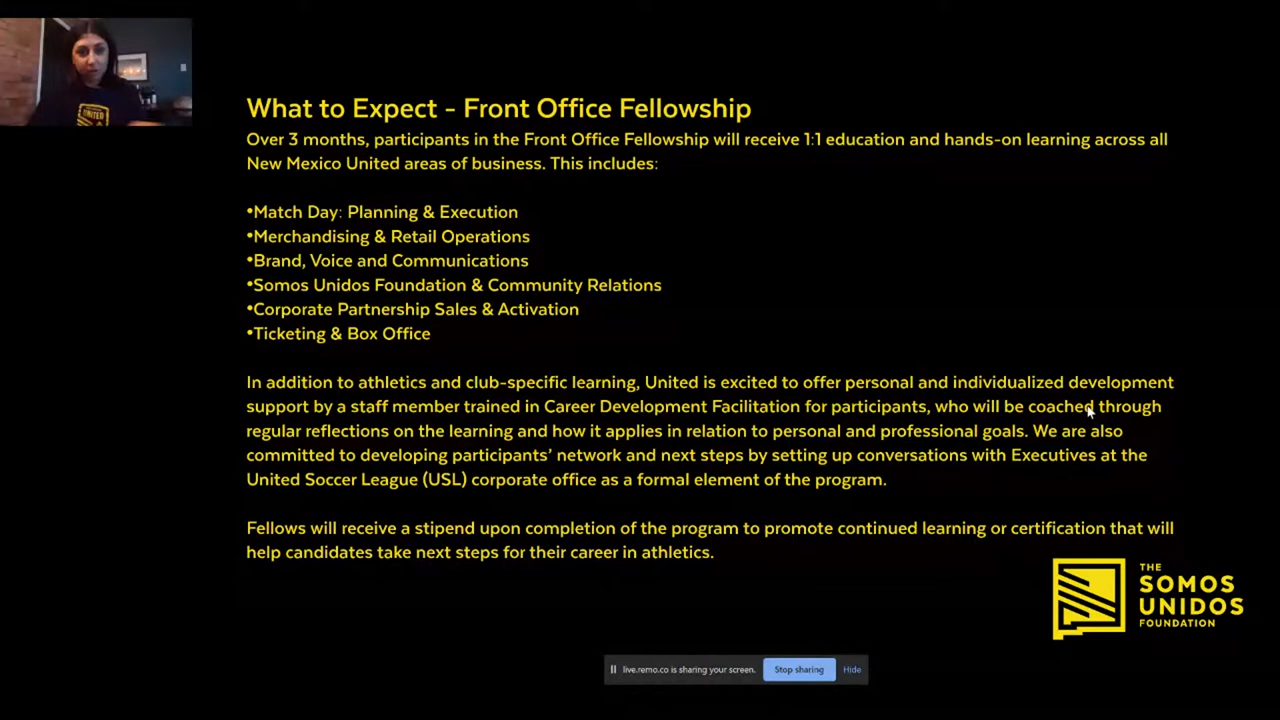 UNITED
What to Expect - Front Office Fellowship
Over 3 months, participants in the Front Office Fellowship will receive 1:1 education and hands-on learning across all
New Mexico United areas of business. This includes:
•Match Day: Planning & Execution
•Merchandising & Retail Operations
•Brand, Voice and Communications
•Somos Unidos Foundation & Community Relations
•Corporate Partnership Sales & Activation
•Ticketing & Box Office
In addition to athletics and club-specific learning, United is excited to offer personal and individualized development
support by a staff member trained in Career Development Facilitation for participants, who will be coached through
regular reflections on the learning and how it applies in relation to personal and professional goals. We are also
committed to developing participants’ network and next steps by setting up conversations with Executives at the
United Soccer League (USL) corporate office as a formal element of the program.
Fellows will receive a stipend upon completion of the program to promote continued learning or certification that will
help candidates take next steps for their career in athletics.
THE
SOMOS
UNIDOS
FOUNDATION
live.remo.co is sharing your screen.
Stop sharing
Hide